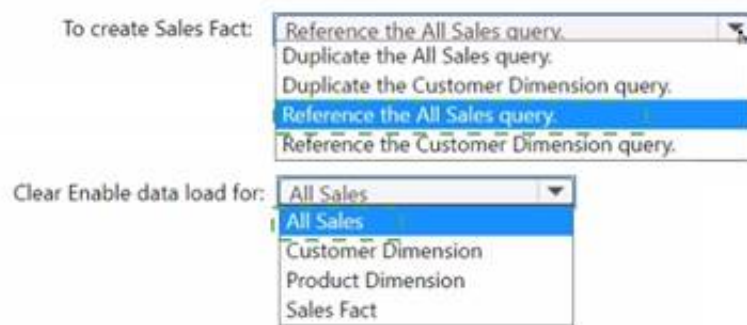 To create Sales Fact: Reference the All Sales query.
Duplicate the All Sales query.
Duplicate the Customer Dimension query.
Reference the All Sales query.
Reference the Customer Dimension query.
Clear Enable data load for: All Sales
All Sales
Customer Dimension
Product Dimension
Sales Fact